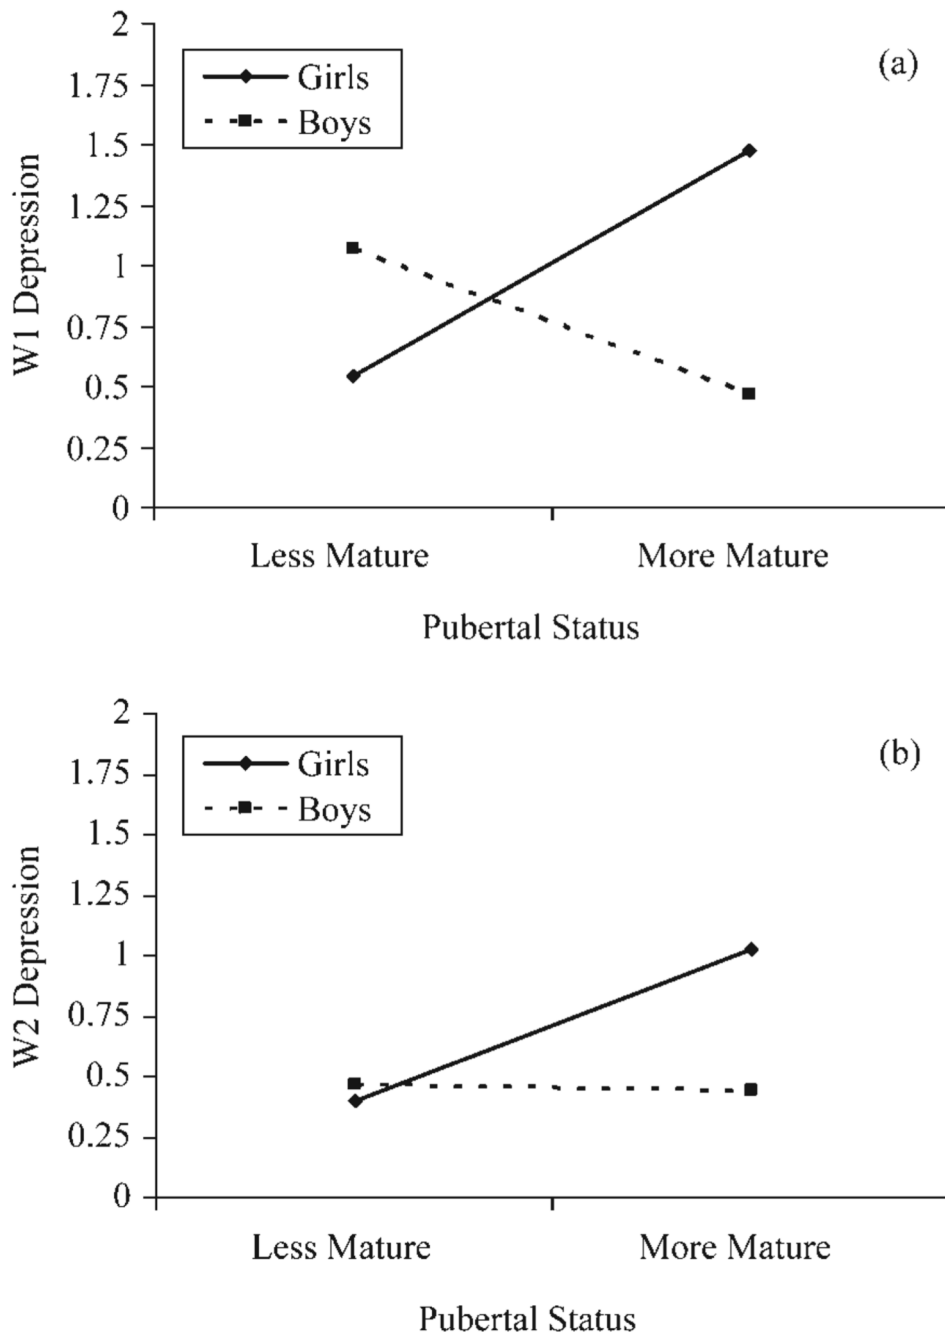 2
1.75
1.5
1.25
1
0.75
0.5
0.25
0
W1 Depression
Girls
Boys
(a)
Less Mature
More Mature
Pubertal Status
2
1.75
1.5
1.25
1
0.75
0.5
0.25
0
W2 Depression
Girls
Boys
(b)
Less Mature
More Mature
Pubertal Status